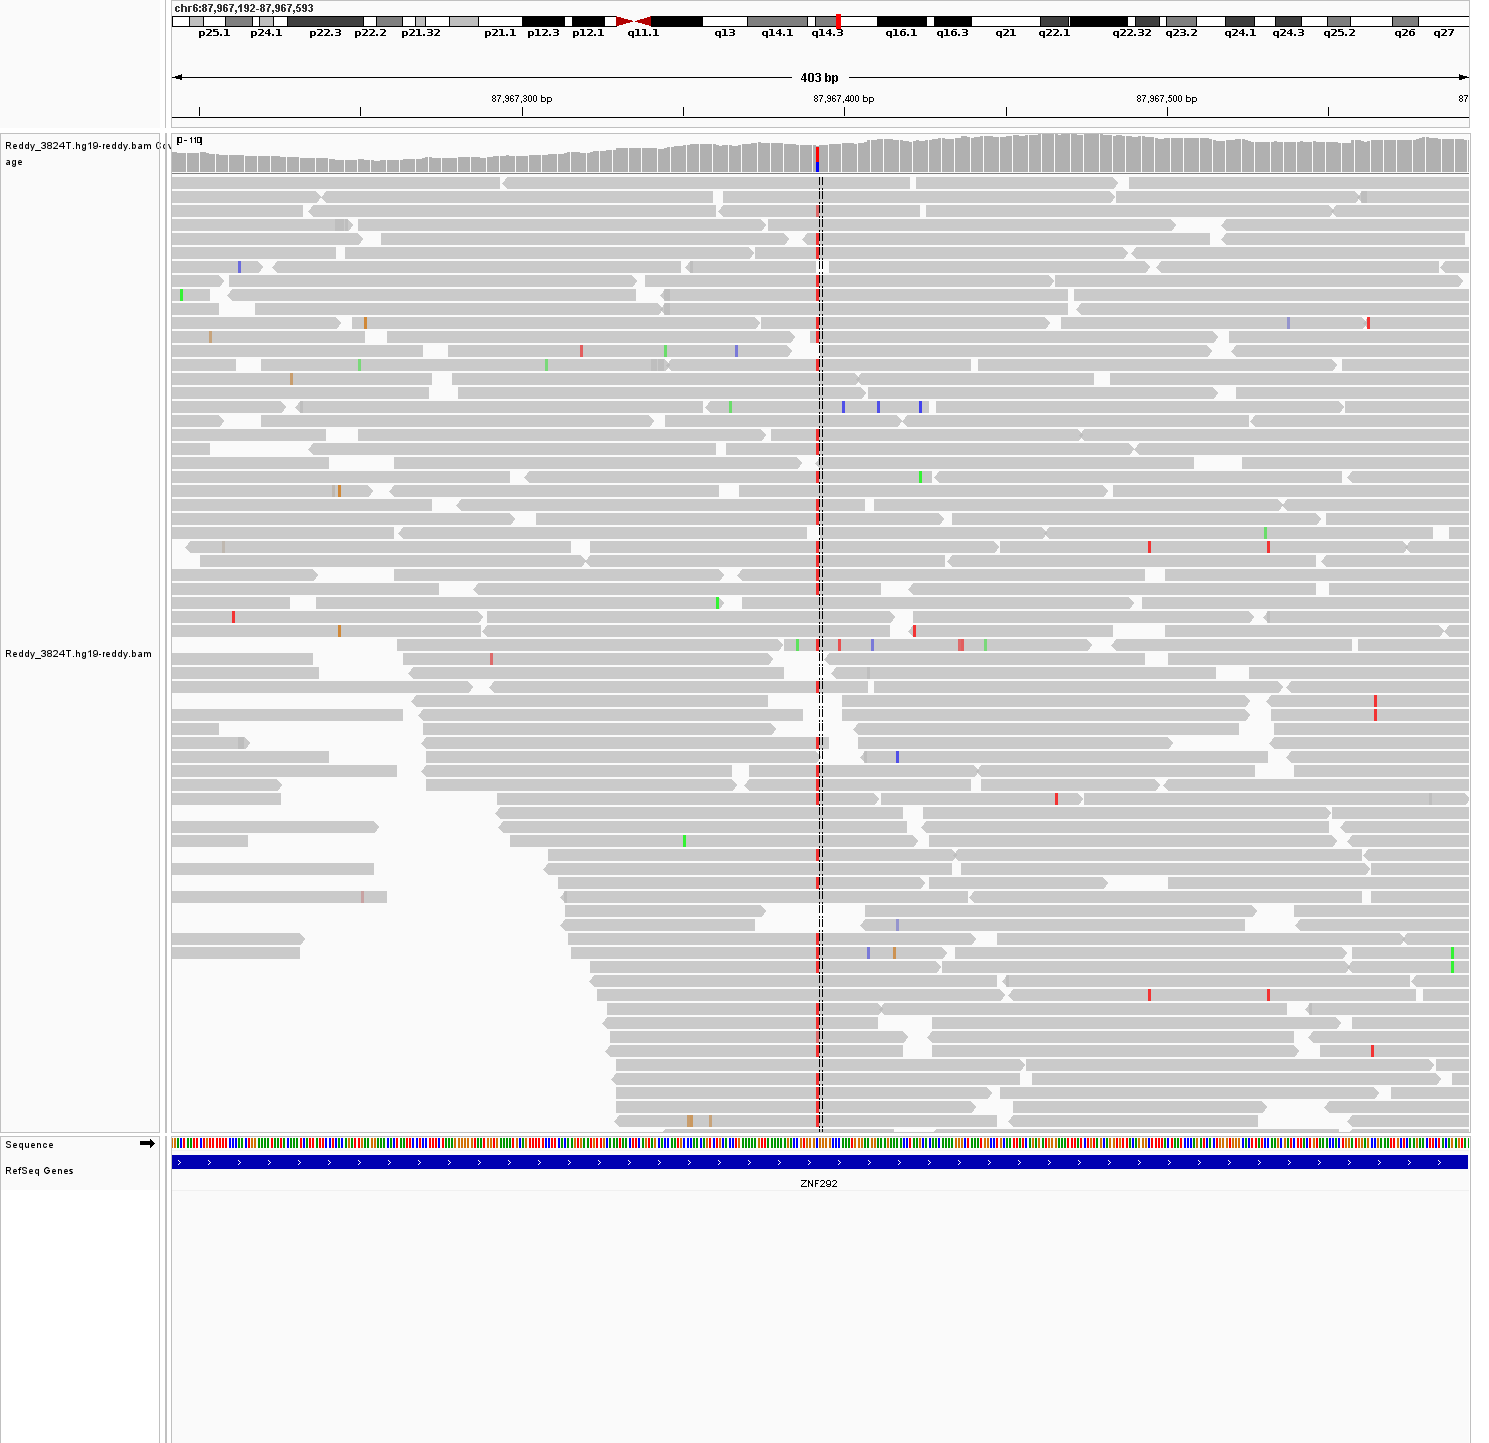 chr6:87,967,192-87,967,593
p25.1 p24.1 p22.3 p22.2 p21.32 p21.1 p12.3 p12.1 q11.1 q13 q14.1 q14.3 q16.1 q16.3 q21 q22.1 q22.32 q23.2 q24.1 q24.3 q25.2 q26 q27
403 bp
87,967,300 bp 87,967,400 bp 87,967,500 bp 87
[0 - 110]
Reddy_3824T.hg19-reddy.bam Cov
age
Reddy_3824T.hg19-reddy.bam
Sequence
RefSeq Genes
ZNF292